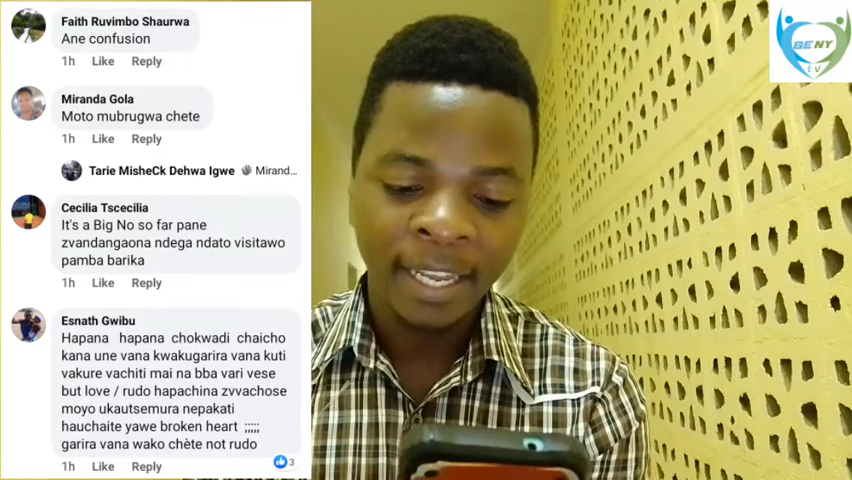 Faith Ruvimbo Shaurwa
Ane confusion
1h Like Reply
Miranda Gola
Moto mubrugwa chete
1h Like Reply
Tarie MisheCk Dehwa Igwe Mirand...
Cecilia Tscecilia
It's a Big No so far pane
zvandangaona ndega ndato visitawo
pamba barika
1h Like Reply
Esnath Gwibu
Hapana hapana chokwadi chaicho
kana une vana kwakugarira vana kuti
vakure vachiti mai na bba vari vese
but love / rudo hapachina zvvachose
moyo ukautsemura nepakati
hauchaite yawe broken heart ;;;;;
garira vana wako chète not rudo
1h Like Reply
3
BENY
tv